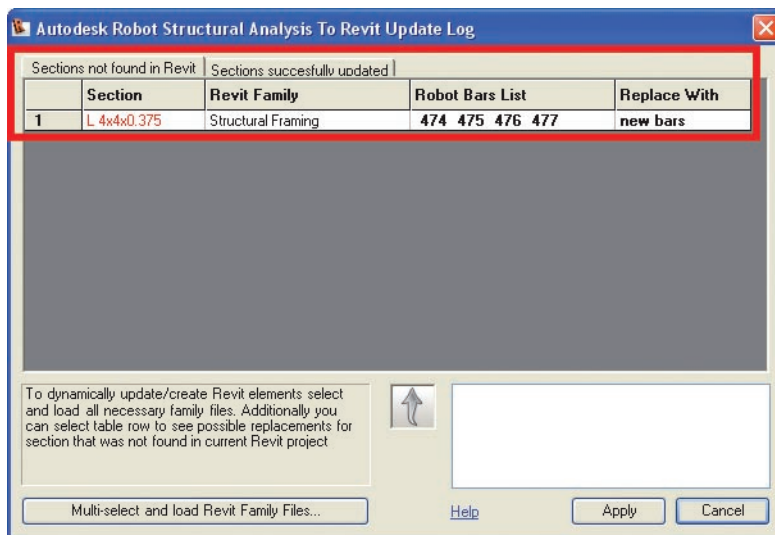 Autodesk Robot Structural Analysis To Revit Update Log
Sections not found in Revit Sections succesfully updated
Section Revit Family Robot Bars List Replace With
1 L 4x4x0.375 Structural Framing 474 475 476 477 new bars
To dynamically update/create Revit elements select
and load all necessary family files. Additionally you
can select table row to see possible replacements for
section that was not found in current Revit project
Multi-select and load Revit Family Files... Help Apply Cancel